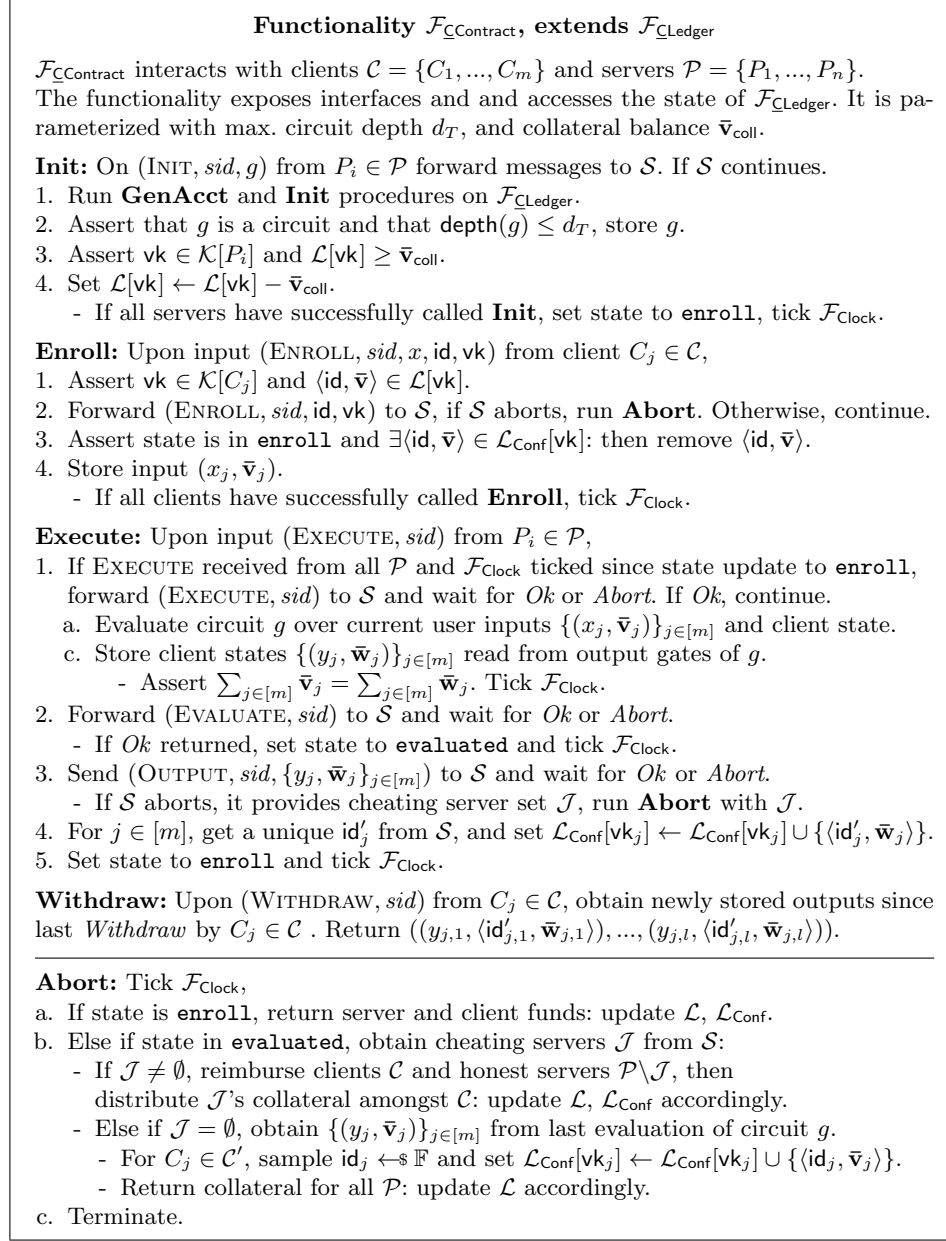 Functionality F_CContract, extends F_CLedger
F_CContract interacts with clients C = {C_1, ..., C_m} and servers P = {P_1, ..., P_n}.
The functionality exposes interfaces and and accesses the state of F_CLedger. It is pa-
rameterized with max. circuit depth d_T, and collateral balance v̄_coll.
Init: On (INIT, sid, g) from P_i ∈ P forward messages to S. If S continues.
1. Run GenAcct and Init procedures on F_CLedger.
2. Assert that g is a circuit and that depth(g) ≤ d_T, store g.
3. Assert vk ∈ K[P_i] and L[vk] ≥ v̄_coll.
4. Set L[vk] ← L[vk] − v̄_coll.
- If all servers have successfully called Init, set state to enroll, tick F_Clock.
Enroll: Upon input (ENROLL, sid, x, id, vk) from client C_j ∈ C,
1. Assert vk ∈ K[C_j] and ⟨id, v̄⟩ ∈ L[vk].
2. Forward (ENROLL, sid, id, vk) to S, if S aborts, run Abort. Otherwise, continue.
3. Assert state is in enroll and ∃⟨id, v̄⟩ ∈ L_Conf[vk]: then remove ⟨id, v̄⟩.
4. Store input (x_j, v̄_j).
- If all clients have successfully called Enroll, tick F_Clock.
Execute: Upon input (EXECUTE, sid) from P_i ∈ P,
1. If EXECUTE received from all P and F_Clock ticked since state update to enroll,
forward (EXECUTE, sid) to S and wait for Ok or Abort. If Ok, continue.
a. Evaluate circuit g over current user inputs {(x_j, v̄_j)}_{j∈[m]} and client state.
c. Store client states {(y_j, w̄_j)}_{j∈[m]} read from output gates of g.
- Assert ∑_{j∈[m]} v̄_j = ∑_{j∈[m]} w̄_j. Tick F_Clock.
2. Forward (EVALUATE, sid) to S and wait for Ok or Abort.
- If Ok returned, set state to evaluated and tick F_Clock.
3. Send (OUTPUT, sid, {y_j, w̄_j}_{j∈[m]}) to S and wait for Ok or Abort.
- If S aborts, it provides cheating server set J, run Abort with J.
4. For j ∈ [m], get a unique id′_j from S, and set L_Conf[vk_j] ← L_Conf[vk_j] ∪ {⟨id′_j, w̄_j⟩}.
5. Set state to enroll and tick F_Clock.
Withdraw: Upon (WITHDRAW, sid) from C_j ∈ C, obtain newly stored outputs since
last Withdraw by C_j ∈ C . Return ((y_{j,1}, ⟨id′_{j,1}, w̄_{j,1}⟩), ..., (y_{j,l}, ⟨id′_{j,l}, w̄_{j,l}⟩)).
Abort: Tick F_Clock,
a. If state is enroll, return server and client funds: update L, L_Conf.
b. Else if state in evaluated, obtain cheating servers J from S:
- If J ≠ ∅, reimburse clients C and honest servers P\J, then
distribute J's collateral amongst C: update L, L_Conf accordingly.
- Else if J = ∅, obtain {(y_j, v̄_j)}_{j∈[m]} from last evaluation of circuit g.
- For C_j ∈ C′, sample id_j ←$ 𝔽 and set L_Conf[vk_j] ← L_Conf[vk_j] ∪ {⟨id_j, v̄_j⟩}.
- Return collateral for all P: update L accordingly.
c. Terminate.